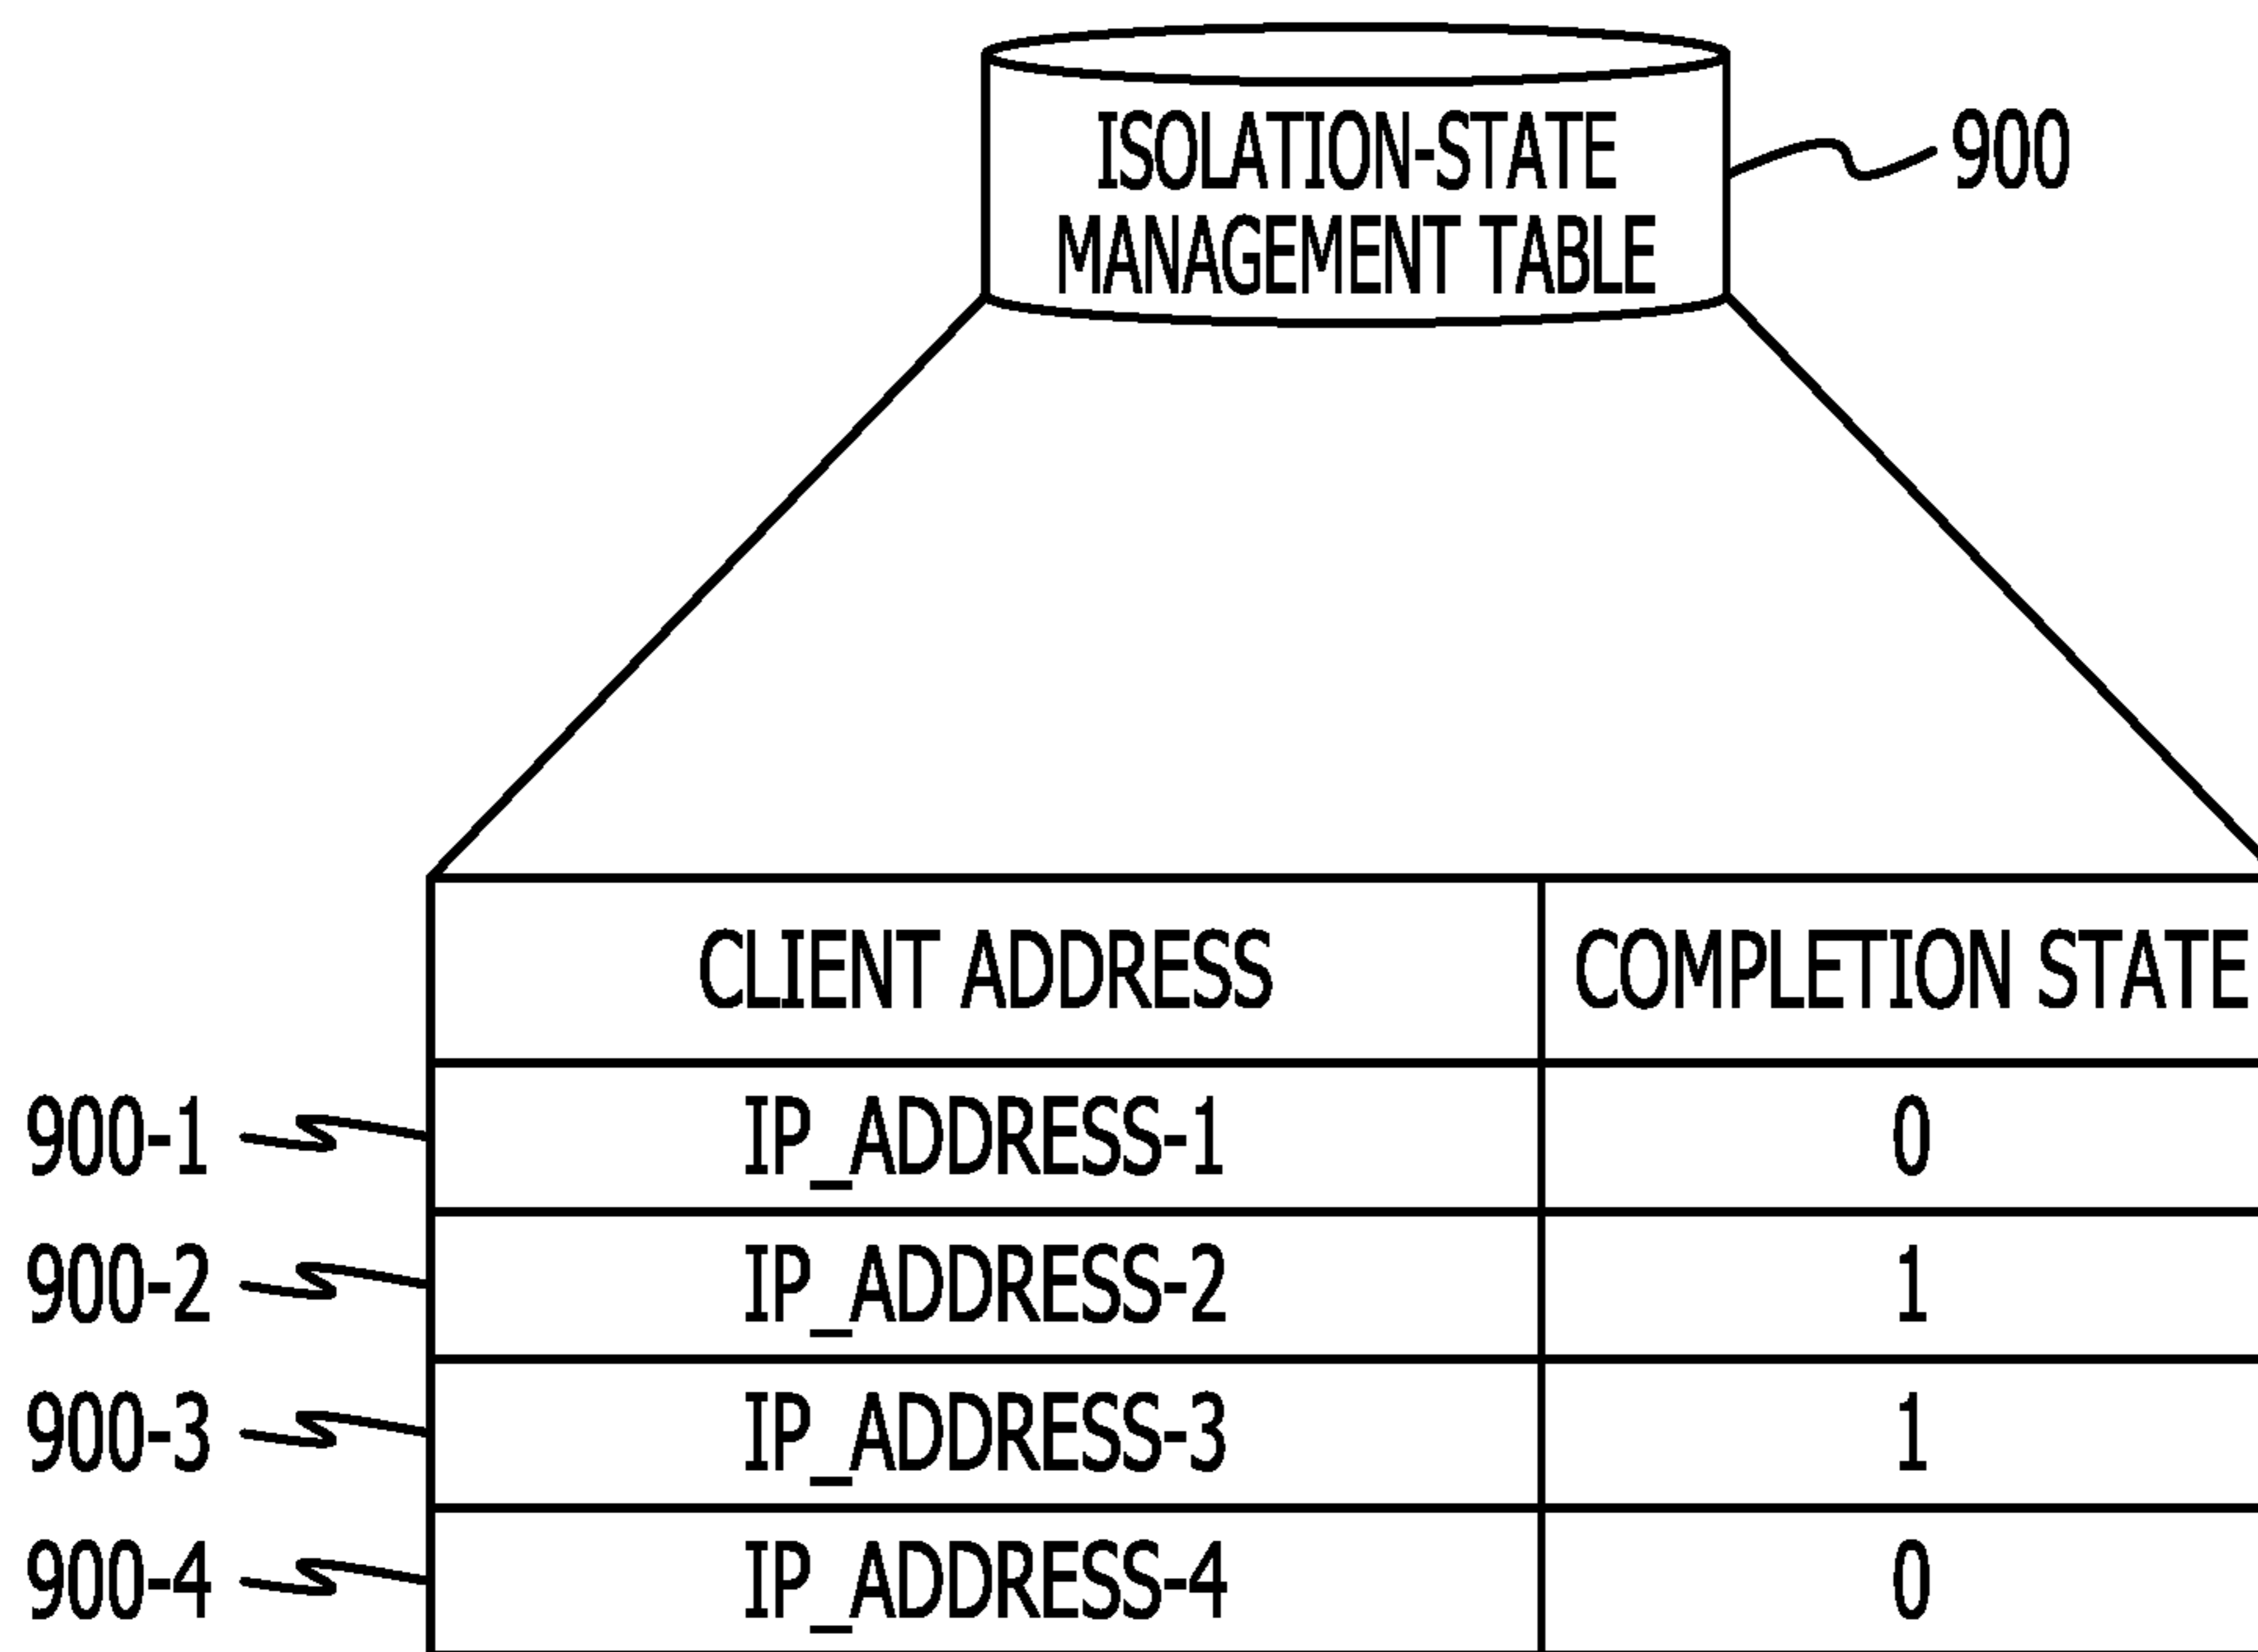 ISOLATION-STATE
MANAGEMENT TABLE
900
CLIENT ADDRESS COMPLETION STATE
900-1 IP_ADDRESS-1 0
900-2 IP_ADDRESS-2 1
900-3 IP_ADDRESS-3 1
900-4 IP_ADDRESS-4 0